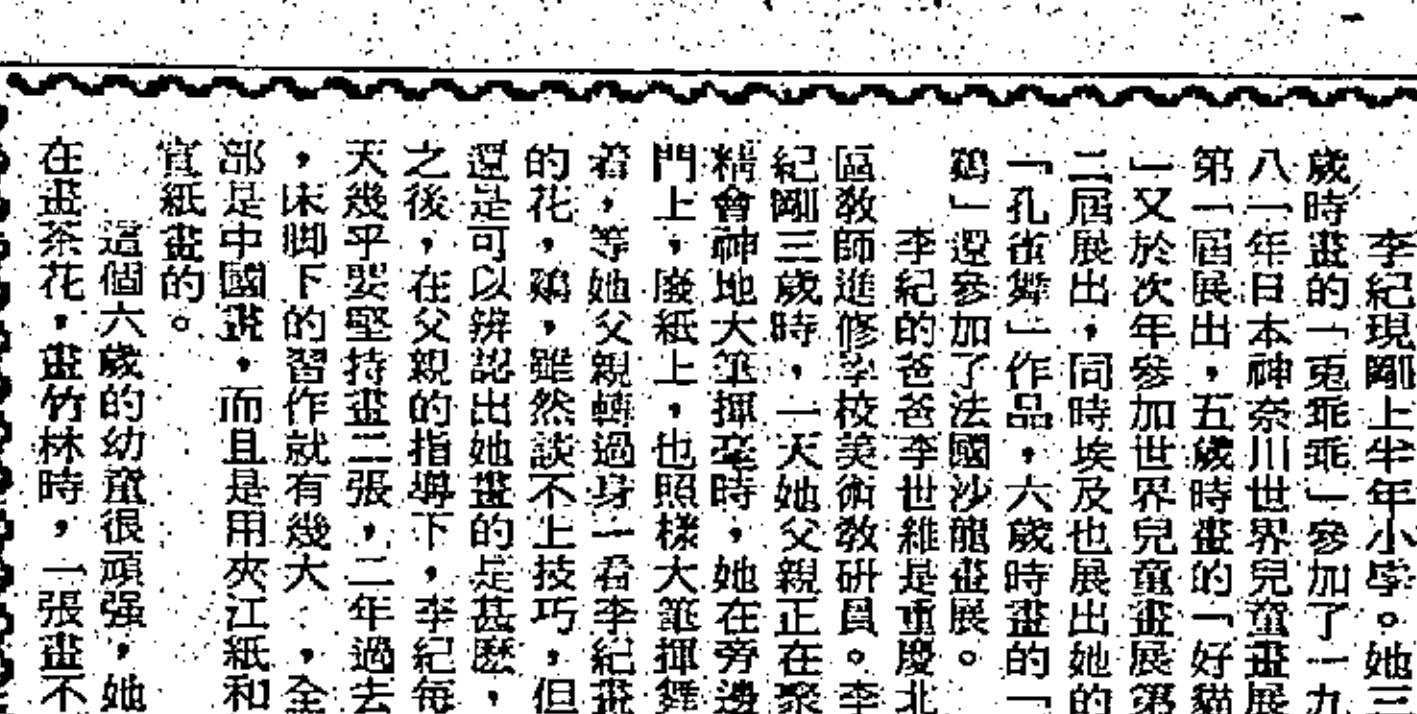 李紀現剛上半年小學。她三
歲時畫的「兎乖乖」參加了一九
八一年日本神奈川世界兒童畫展
第一屆展出，五歲時畫的「好貓
」又於次年參加世界兒童畫展第
二屆展出，同時埃及也展出她的
「孔雀舞」作品，六歲時畫的「
鷄」還參加了法國沙龍畫展。
李紀的爸爸李世維是重慶北
區敎師進修學校美術敎研員。李
紀剛三歲時，一天她父親正在聚
精會神地大筆揮毫時，她在旁邊
門上，廢紙上，也照樣大筆揮舞
着，等她父親轉過身一看李紀畫
的花，鷄，雖然談不上技巧，但
還是可以辨認出她畫的是甚麽，
之後，在父親的指導下，李紀每
天幾乎要堅持畫二張，二年過去
，床脚下的習作就有幾大，全
部是中國畫，而且是用夾江紙和
宣紙畫的。
這個六歲的幼童很頑强，她
在畫茶花，畫竹林時，一張畫不